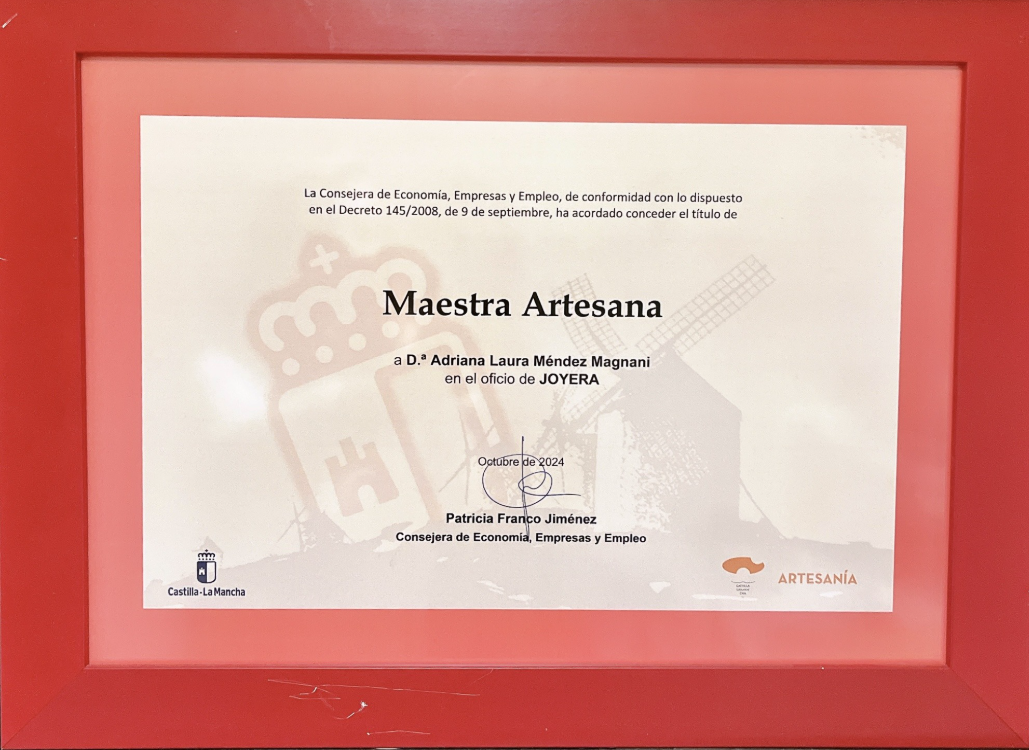 La Consejera de Economía, Empresas y Empleo, de conformidad con lo dispuesto
en el Decreto 145/2008, de 9 de septiembre, ha acordado conceder el título de
Maestra Artesana
a D.ª Adriana Laura Méndez Magnani
en el oficio de JOYERA
Octubre de 2024
Patricia Franco Jiménez
Consejera de Economía, Empresas y Empleo
Castilla-La Mancha
ARTESANÍA